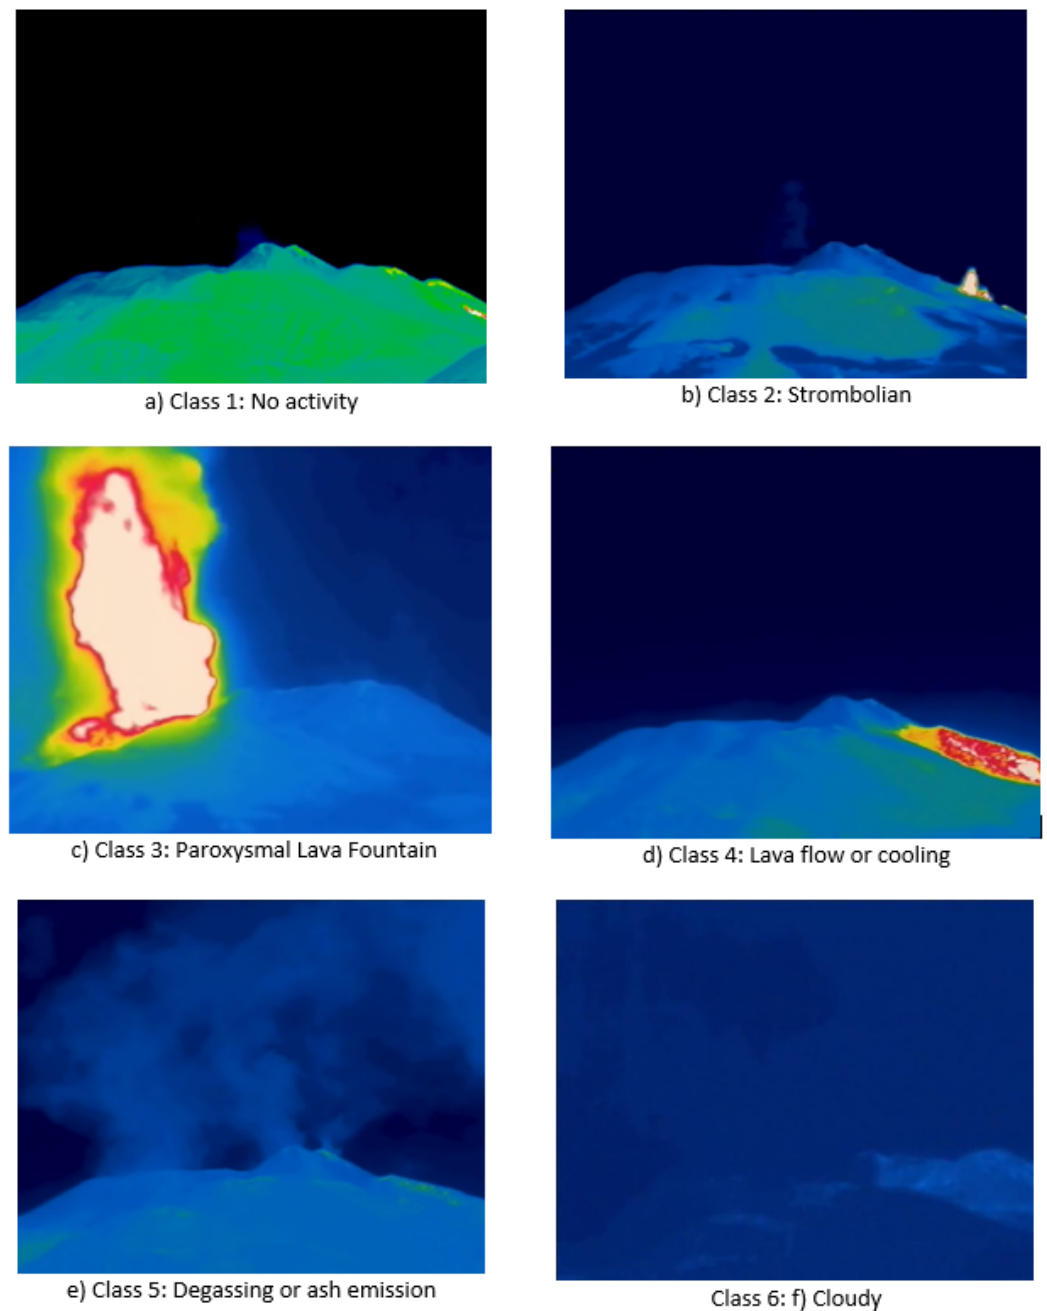 a) Class 1: No activity
b) Class 2: Strombolian
c) Class 3: Paroxysmal Lava Fountain
d) Class 4: Lava flow or cooling
e) Class 5: Degassing or ash emission
Class 6: f) Cloudy